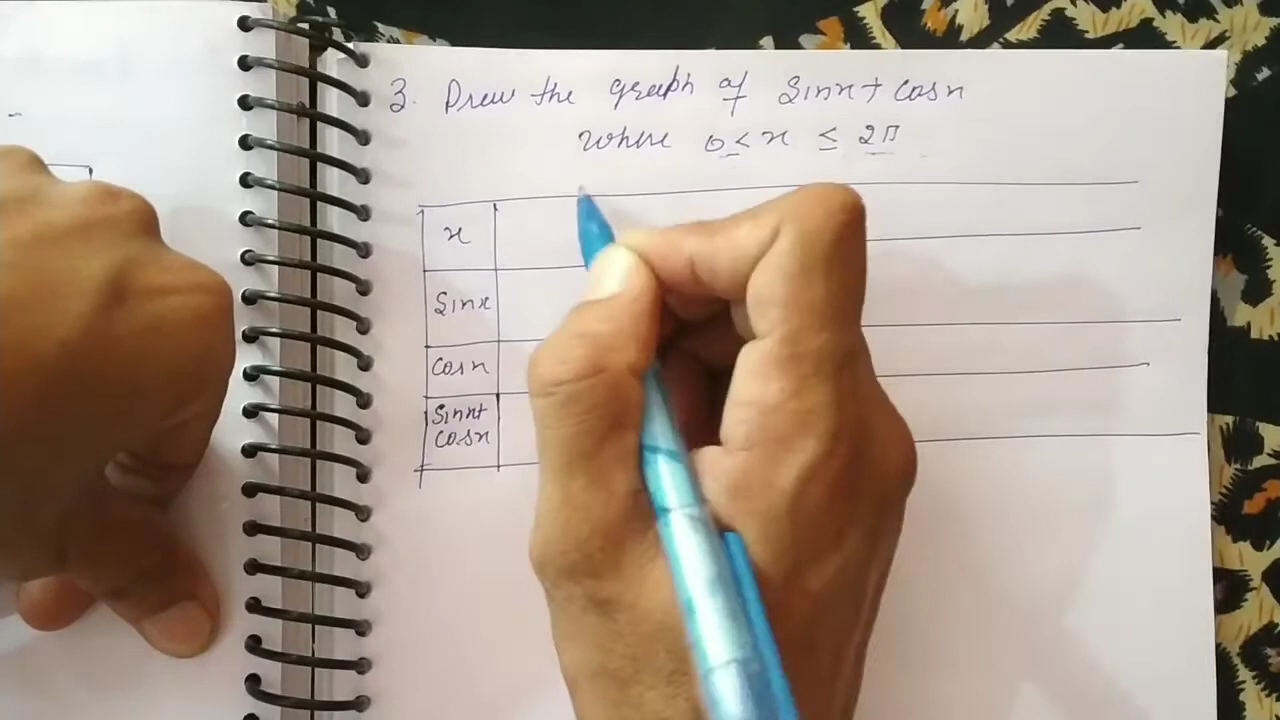 3. Draw the graph of Sinx + Cosx
where 0 ≤ x ≤ 2π
x
Sinx
Cosx
Sinx+
Cosx